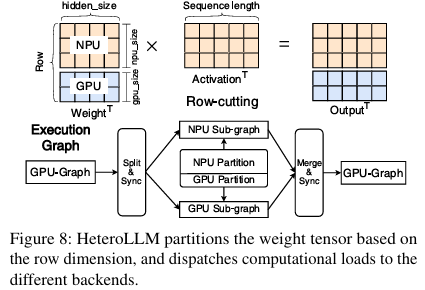 hidden_size
Sequence length
Row
NPU
npu_size
GPU
gpu_size
×
=
Weight^T
Activation^T
Output^T
Row-cutting
Execution
Graph
GPU-Graph
Split
&
Sync
NPU Sub-graph
NPU Partition
GPU Partition
GPU Sub-graph
Merge
&
Sync
GPU-Graph
Figure 8: HeteroLLM partitions the weight tensor based on
the row dimension, and dispatches computational loads to the
different backends.